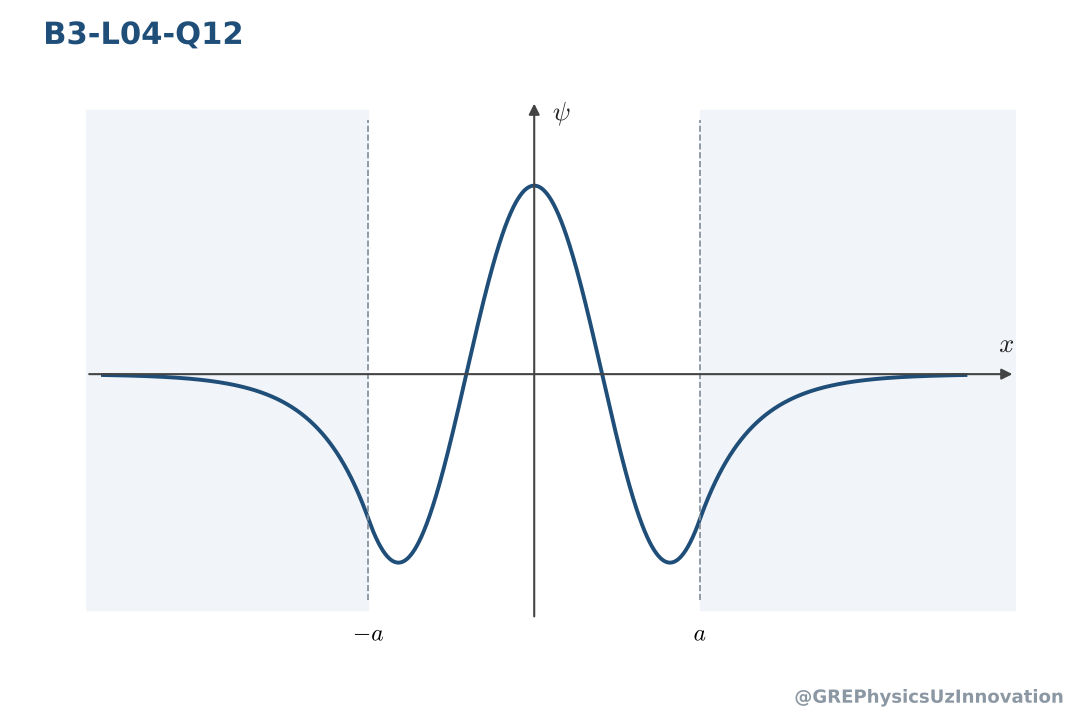 B3-L04-Q12
ψ
x
−a
a
@GREPhysicsUzInnovation